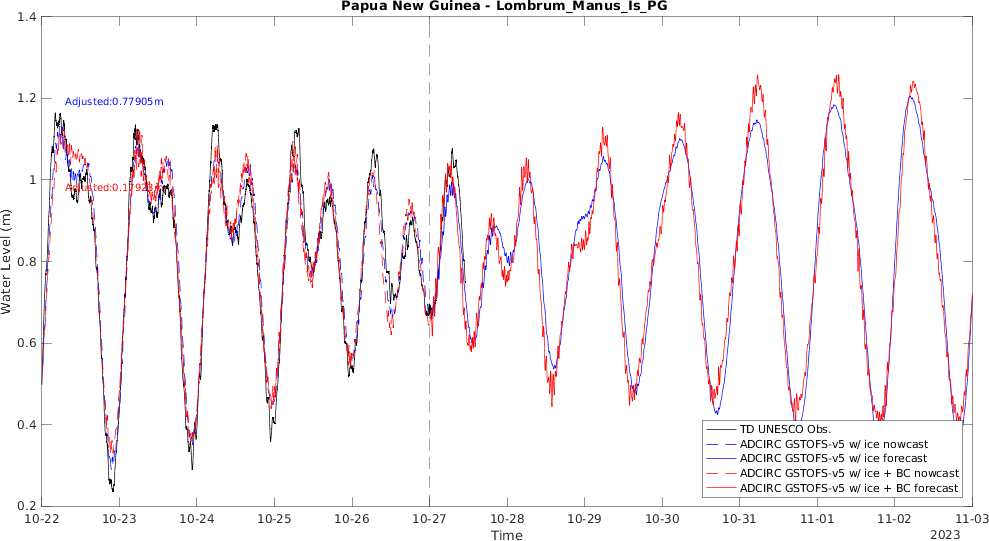 Papua New Guinea - Lombrum_Manus_Is_PG
1.4
1.2
1
0.8
0.6
0.4
0.2
Water Level (m)
Adjusted:0.77905m
10-22
10-23
10-24
10-25
10-26
10-27
10-28
10-29
10-30
10-31
11-01
11-02
11-03
Time
2023
TD UNESCO Obs.
ADCIRC GSTOFS-v5 w/ ice nowcast
ADCIRC GSTOFS-v5 w/ ice forecast
ADCIRC GSTOFS-v5 w/ ice + BC nowcast
ADCIRC GSTOFS-v5 w/ ice + BC forecast